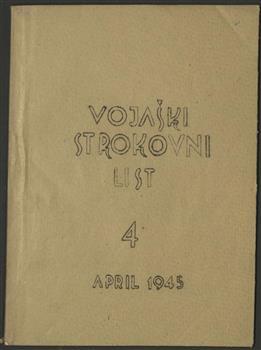 VOJAŠKI
STROKOVNI
LIST
4
APRIL 1945